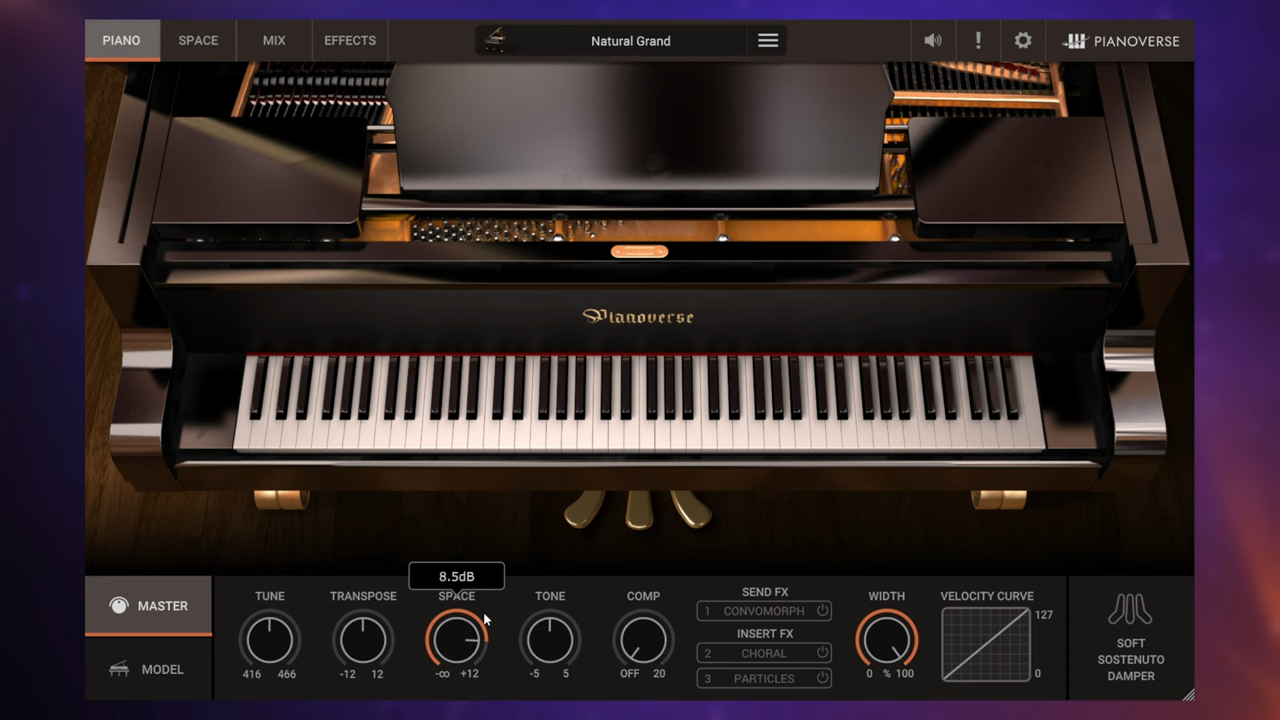 PIANO
SPACE
MIX
EFFECTS
Natural Grand
!
PIANOVERSE
Pianoverse
8.5dB
MASTER
MODEL
TUNE
416 466
TRANSPOSE
-12 12
SPACE
-∞ +12
TONE
-5 5
COMP
OFF 20
SEND FX
1 CONVOMORPH
INSERT FX
2 CHORAL
3 PARTICLES
WIDTH
0 % 100
VELOCITY CURVE
127
0
SOFT
SOSTENUTO
DAMPER